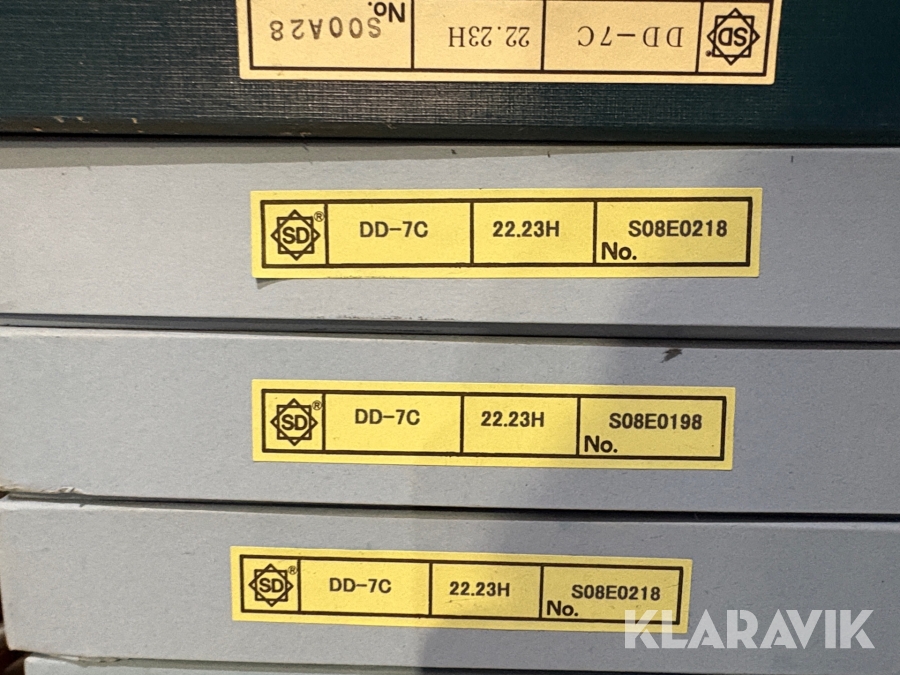 SD DD-7C 22.23H No. S00A28
SD® DD-7C 22.23H No. S08E0218
SD® DD-7C 22.23H No. S08E0198
SD® DD-7C 22.23H No. S08E0218
KLARAVIK